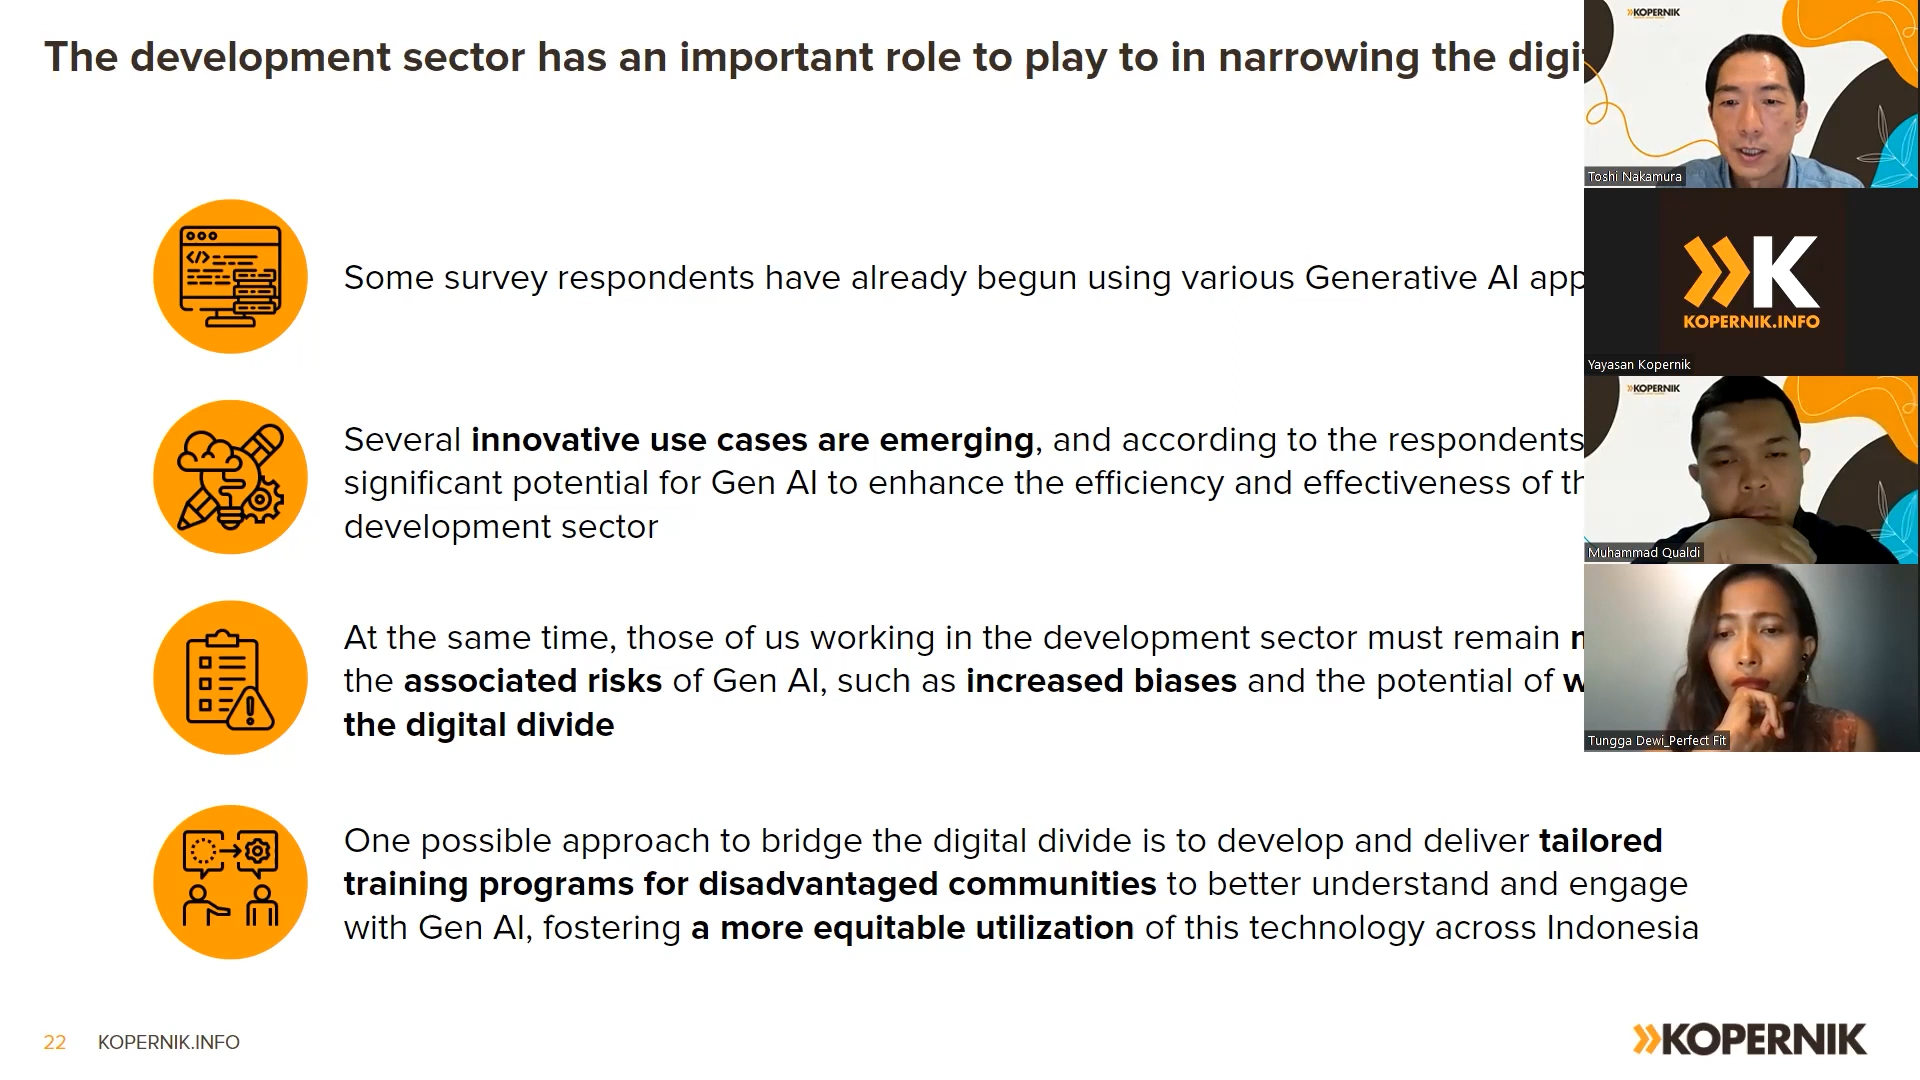 The development sector has an important role to play to in narrowing the
Some survey respondents have already begun using various Generative AI
Several innovative use cases are emerging, and according to the respondents
significant potential for Gen AI to enhance the efficiency and effectiveness of
development sector
At the same time, those of us working in the development sector must remain
the associated risks of Gen AI, such as increased biases and the potential of
the digital divide
One possible approach to bridge the digital divide is to develop and deliver tailored
training programs for disadvantaged communities to better understand and engage
with Gen AI, fostering a more equitable utilization of this technology across Indonesia
22 KOPERNIK.INFO
KOPERNIK
KOPERNIK
Toshi Nakamura
K
KOPERNIK.INFO
Yayasan Kopernik
KOPERNIK
Muhammad Qualdi
Tungga Dewi_Perfect Fit